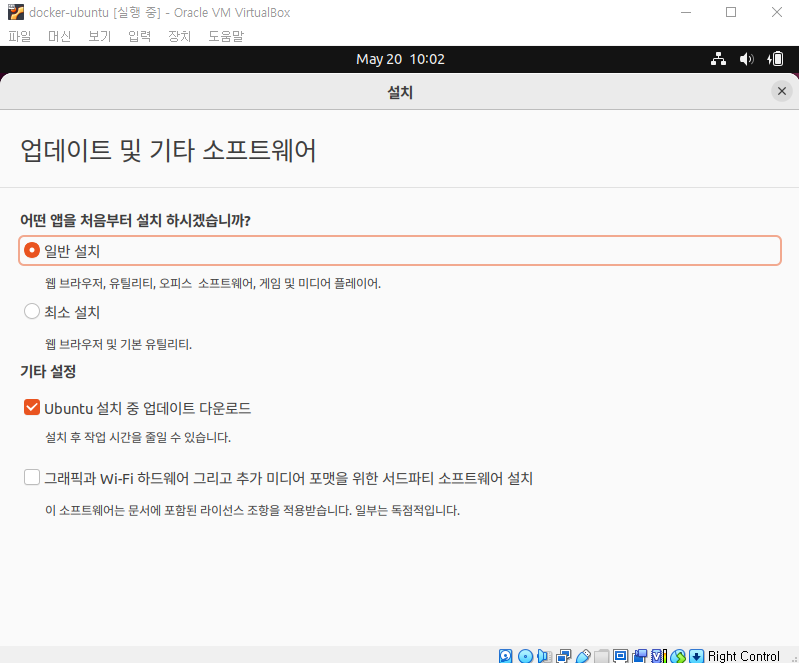 docker-ubuntu [실행 중] - Oracle VM VirtualBox
파일 머신 보기 입력 장치 도움말
May 20 10:02
설치
업데이트 및 기타 소프트웨어
어떤 앱을 처음부터 설치 하시겠습니까?
일반 설치
웹 브라우저, 유틸리티, 오피스 소프트웨어, 게임 및 미디어 플레이어.
최소 설치
웹 브라우저 및 기본 유틸리티.
기타 설정
Ubuntu 설치 중 업데이트 다운로드
설치 후 작업 시간을 줄일 수 있습니다.
그래픽과 Wi-Fi 하드웨어 그리고 추가 미디어 포맷을 위한 서드파티 소프트웨어 설치
이 소프트웨어는 문서에 포함된 라이선스 조항을 적용받습니다. 일부는 독점적입니다.
Right Control